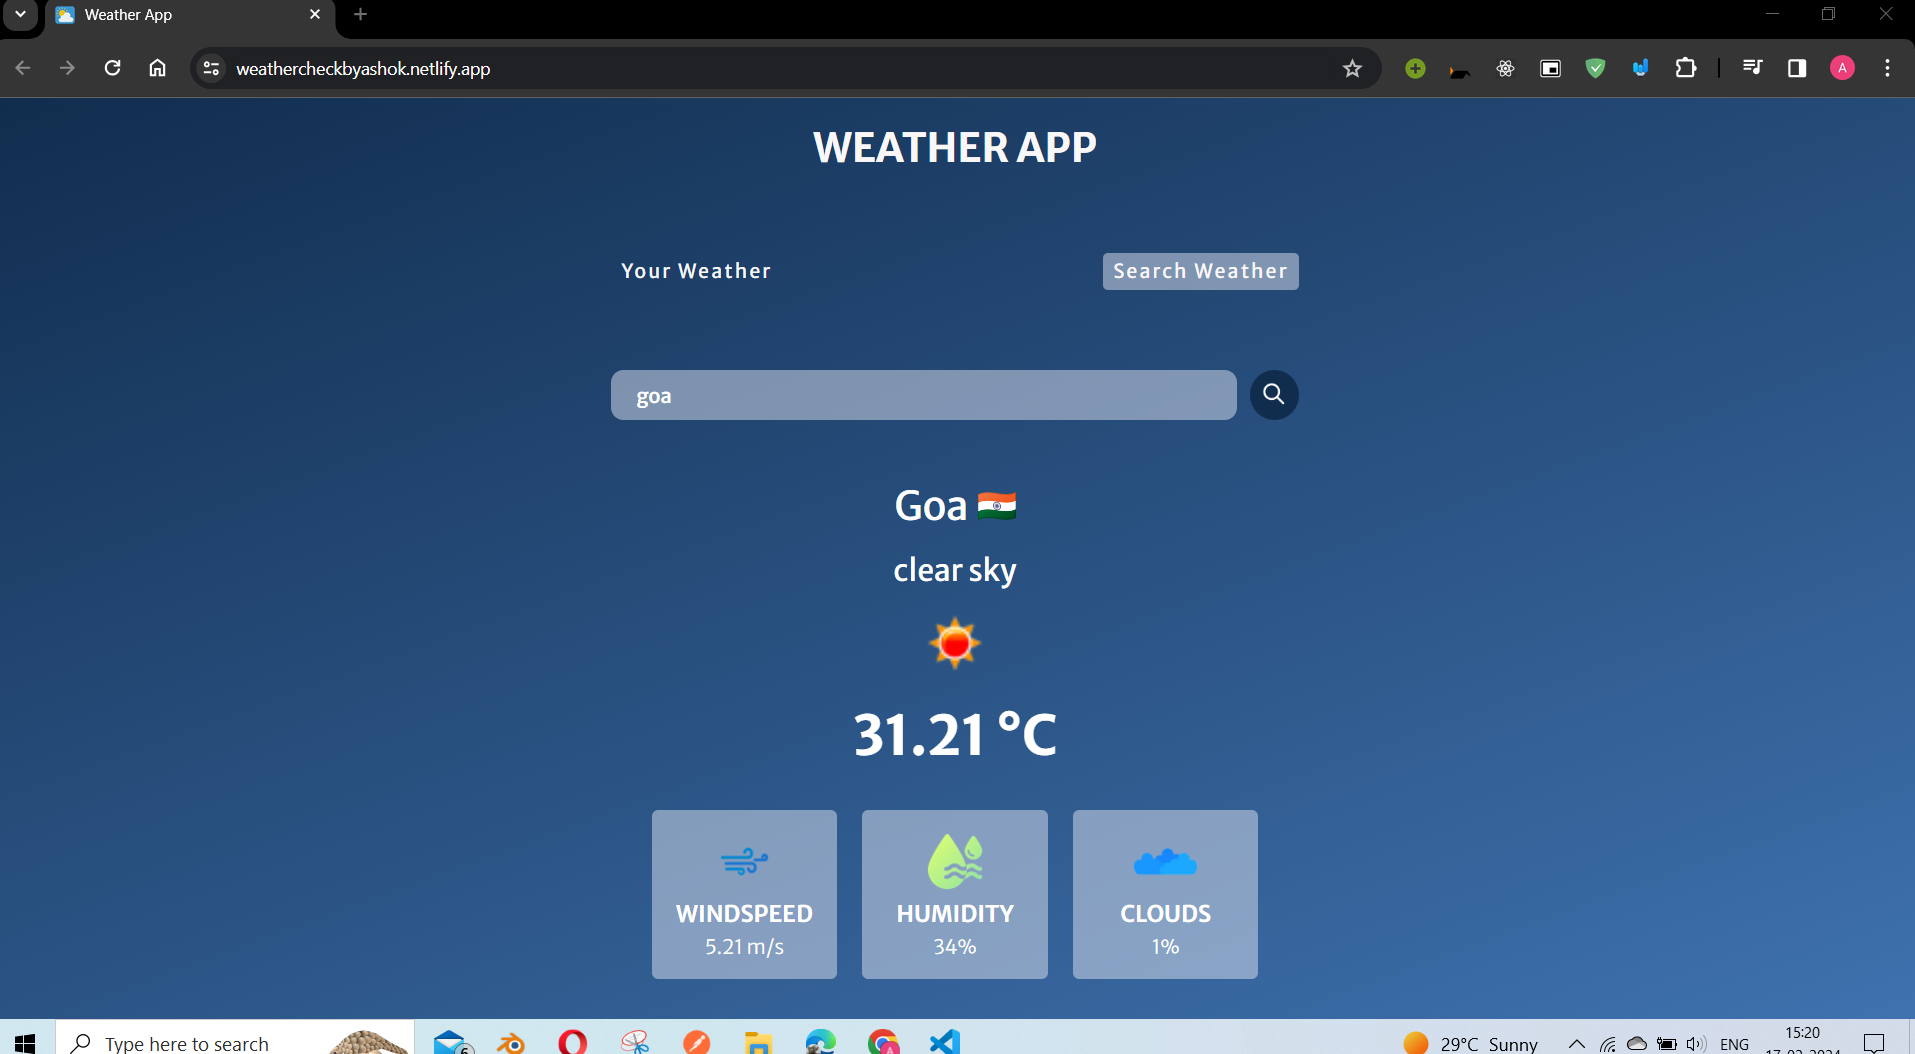 Weather App
weathercheckbyashok.netlify.app
A
WEATHER APP
Your Weather
Search Weather
goa
Goa
clear sky
31.21 °C
WINDSPEED
5.21 m/s
HUMIDITY
34%
CLOUDS
1%
Type here to search
6
A
29°C Sunny
ENG
15:20